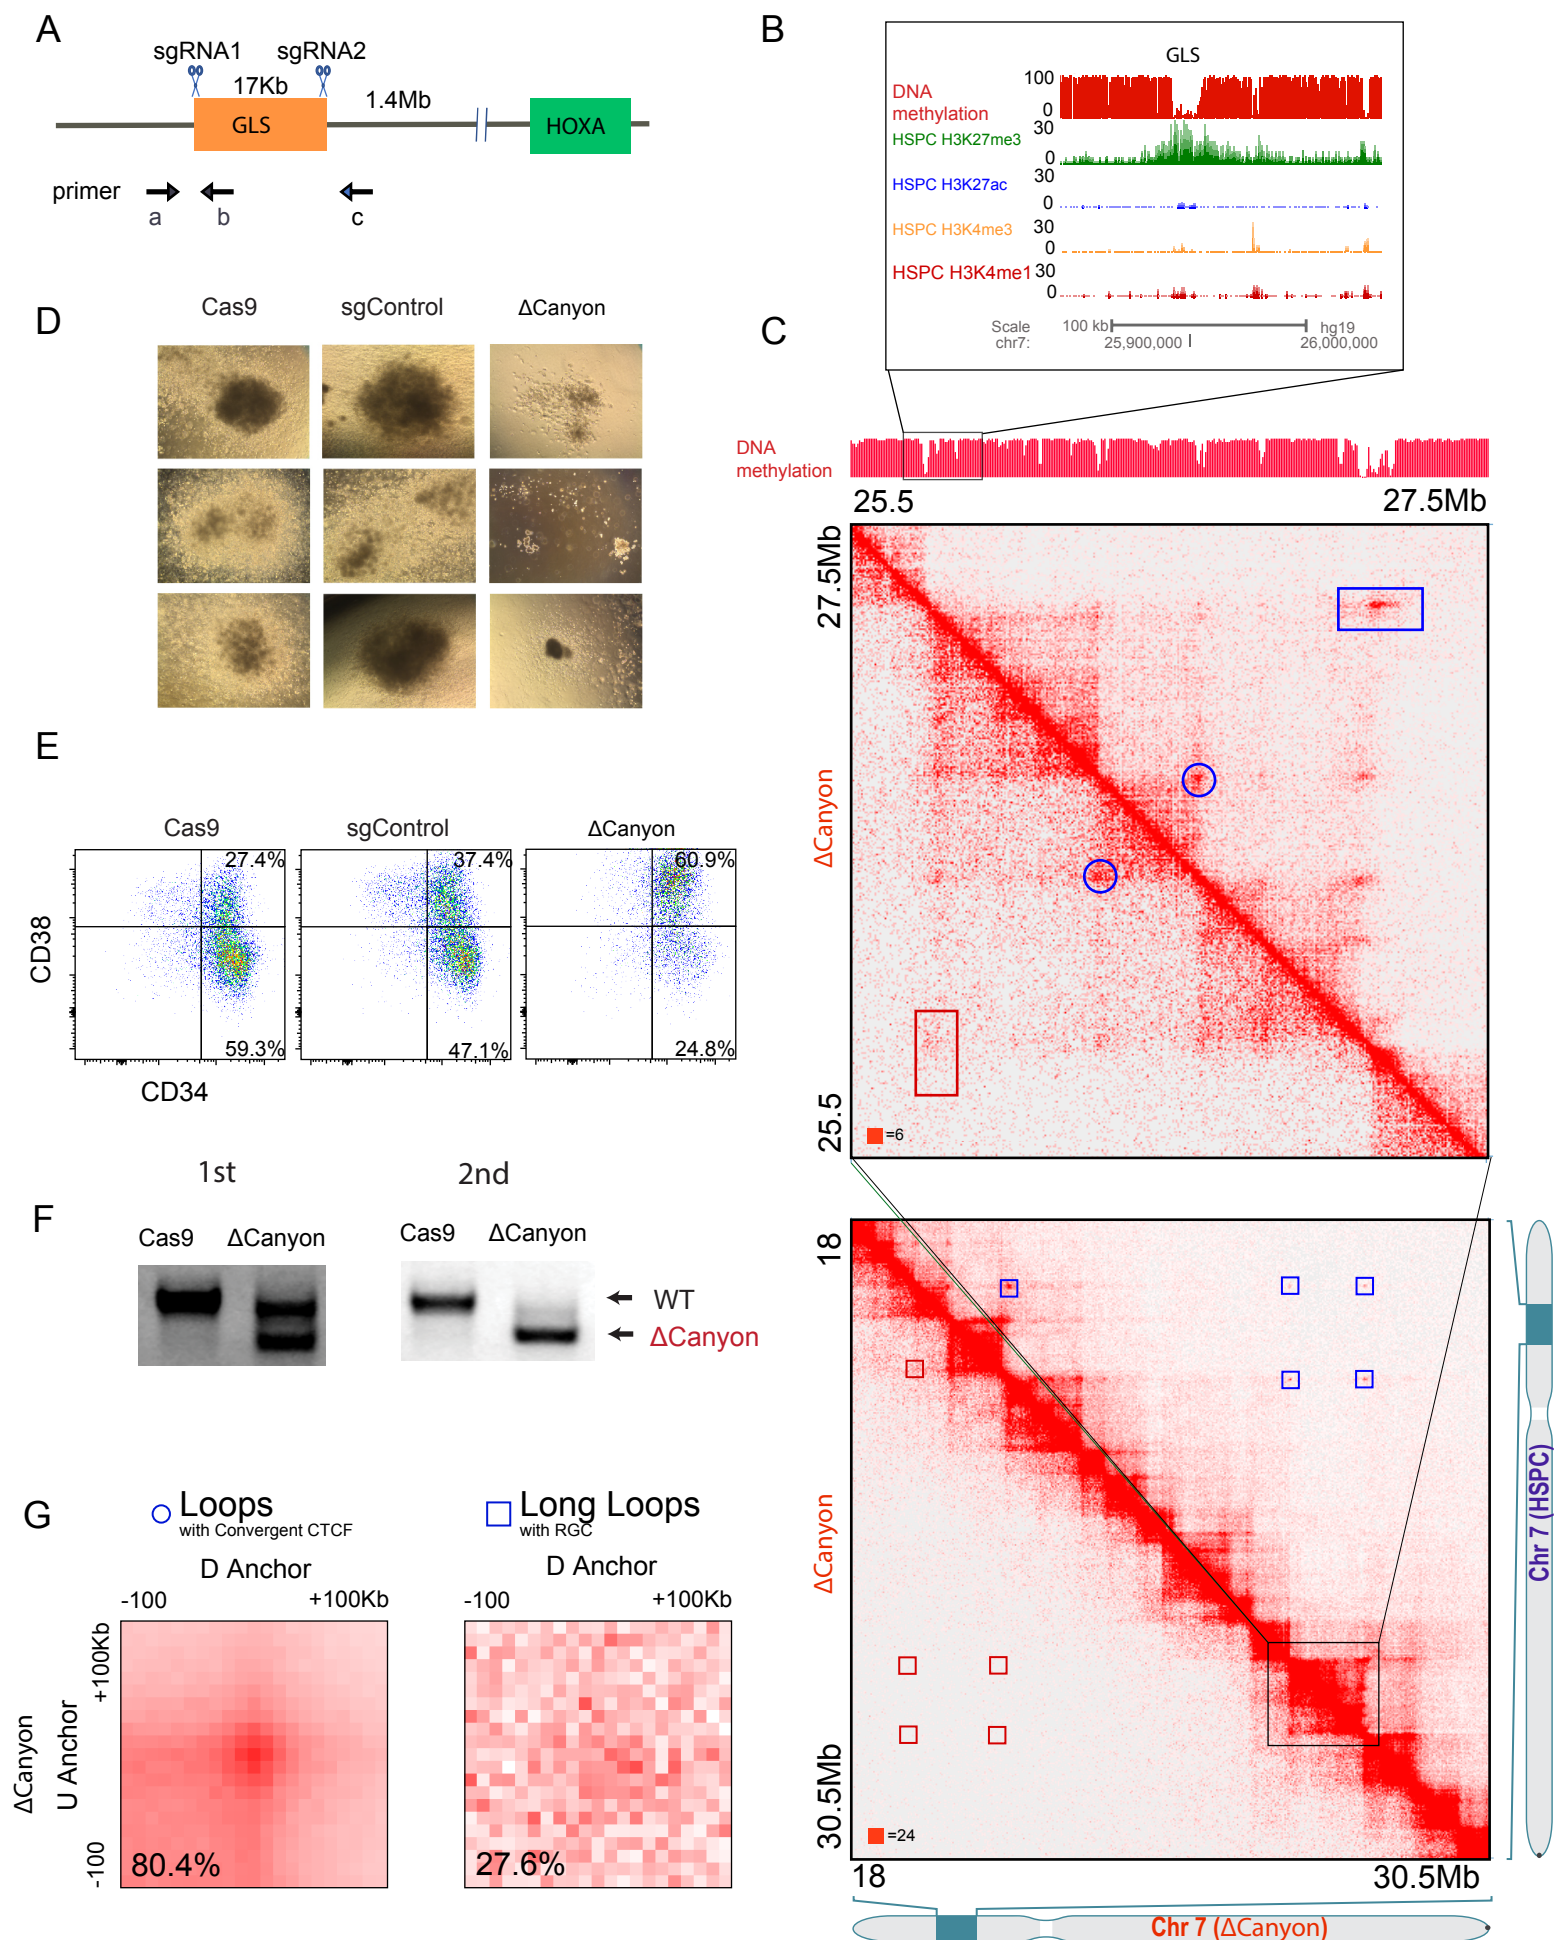 A
sgRNA1
sgRNA2
17Kb
1.4Mb
GLS
HOXA
primer
a
b
c
B
GLS
DNA
methylation
100
0
HSPC H3K27me3
30
0
HSPC H3K27ac
30
0
HSPC H3K4me3
30
0
HSPC H3K4me1
30
0
Scale
100 kb
hg19
chr7:
25,900,000
26,000,000
C
DNA
methylation
25.5
27.5Mb
27.5Mb
ΔCanyon
25.5
=6
18
ΔCanyon
30.5Mb
=24
18
30.5Mb
Chr 7 (HSPC)
Chr 7 (ΔCanyon)
D
Cas9
sgControl
ΔCanyon
E
Cas9
sgControl
ΔCanyon
27.4%
37.4%
60.9%
CD38
59.3%
47.1%
24.8%
CD34
F
1st
2nd
Cas9
ΔCanyon
Cas9
ΔCanyon
WT
ΔCanyon
G
Loops
with Convergent CTCF
Long Loops
with RGC
D Anchor
D Anchor
-100
+100Kb
-100
+100Kb
+100Kb
ΔCanyon
U Anchor
-100
80.4%
27.6%